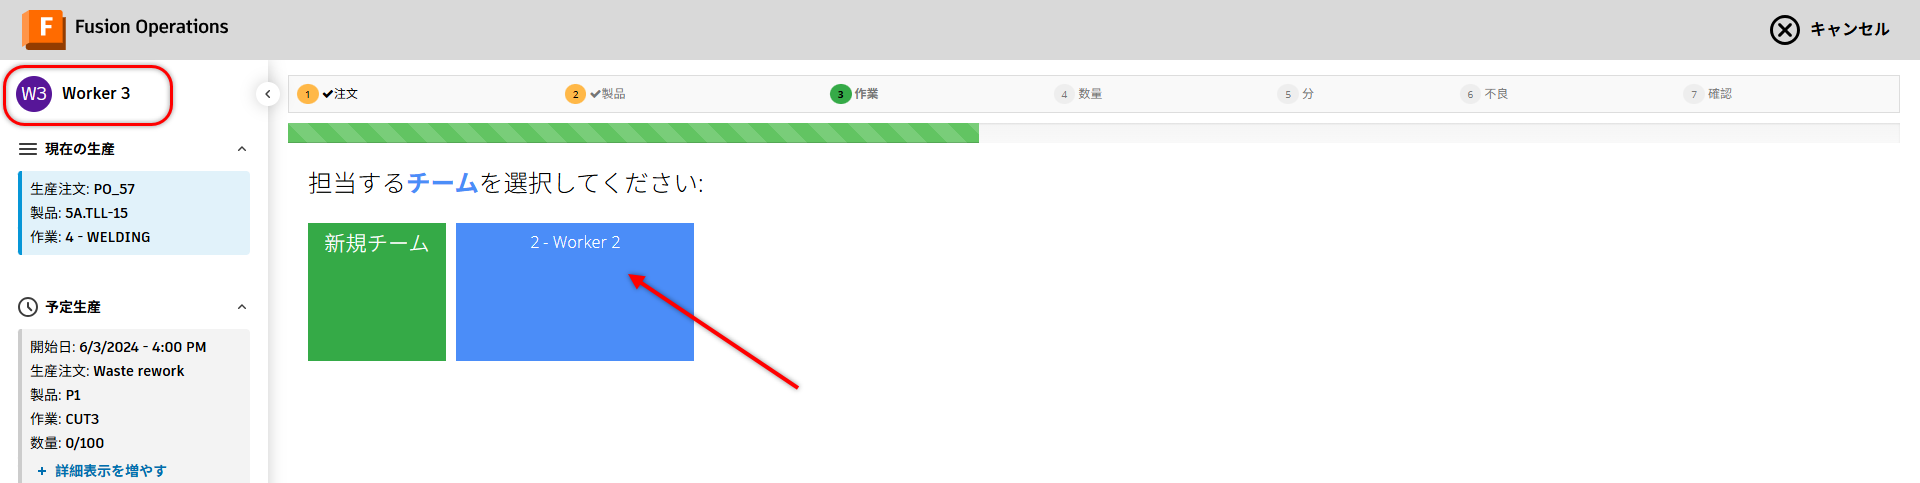 F Fusion Operations
キャンセル
W3 Worker 3
現在の生産
生産注文: PO_57
製品: 5A.TLL-15
作業: 4 - WELDING
予定生産
開始日: 6/3/2024 - 4:00 PM
生産注文: Waste rework
製品: P1
作業: CUT3
数量: 0/100
+ 詳細表示を増やす
1 ✔注文
2 ✔製品
3 作業
4 数量
5 分
6 不良
7 確認
担当するチームを選択してください:
新規チーム
2 - Worker 2